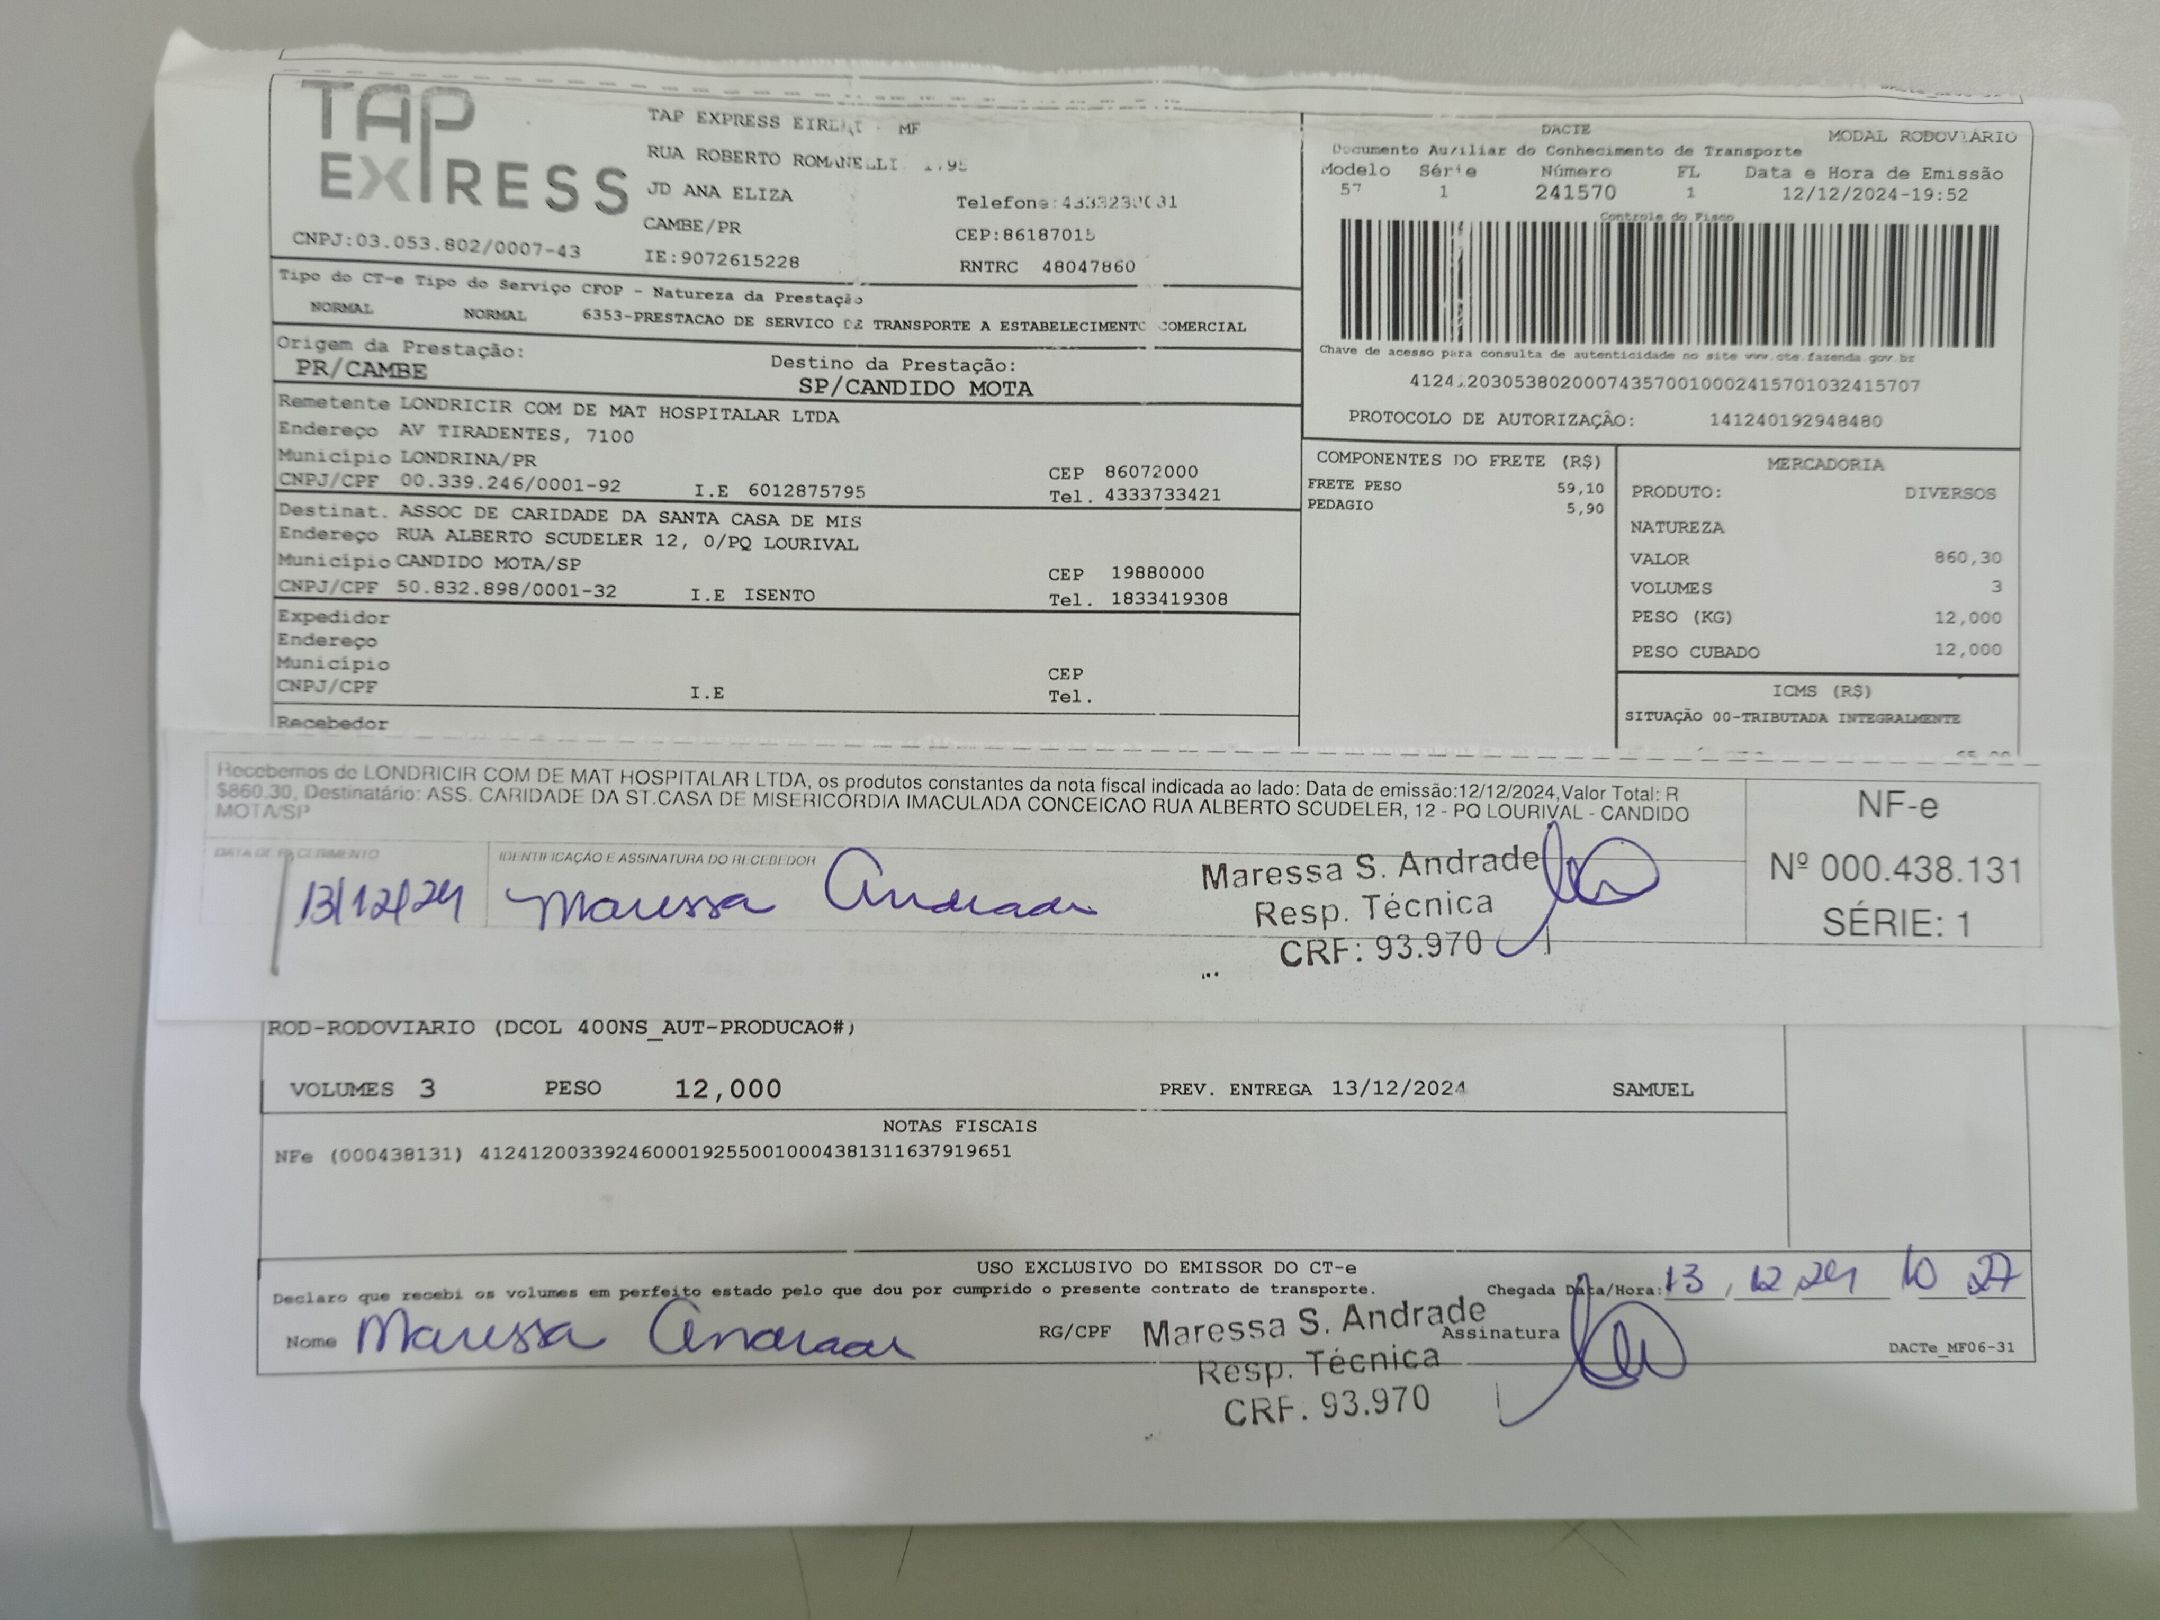 TAP
EXPRESS
CNPJ:03.053.802/0007-43
TAP EXPRESS
RUA ROBERTO ROMANELLI
JD ANA ELIZA
CAMBE/PR
IE:9072615228
CEP:86187015
RNTRC 48047860
DACTE MODAL RODOVIÁRIO
Documento Auxiliar do Conhecimento de Transporte
Modelo Série Número FL Data e Hora de Emissão
57 1 241570 1 12/12/2024-19:52
Controle do Fisco
Chave de acesso para consulta de autenticidade no site www.cte.fazenda.gov.br
PROTOCOLO DE AUTORIZAÇÃO: 141240192948480
Tipo do CT-e Tipo do Serviço CFOP - Natureza da Prestação
NORMAL NORMAL 6353-PRESTACAO DE SERVICO DE TRANSPORTE A ESTABELECIMENTO COMERCIAL
Origem da Prestação: Destino da Prestação:
PR/CAMBE SP/CANDIDO MOTA
Remetente LONDRICIR COM DE MAT HOSPITALAR LTDA
Endereço AV TIRADENTES, 7100
Município LONDRINA/PR CEP 86072000
CNPJ/CPF 00.339.246/0001-92 I.E 6012875795 Tel. 4333733421
Destinat. ASSOC DE CARIDADE DA SANTA CASA DE MIS
Endereço RUA ALBERTO SCUDELER 12, 0/PQ LOURIVAL
Município CANDIDO MOTA/SP CEP 19880000
CNPJ/CPF 50.832.898/0001-32 I.E ISENTO Tel. 1833419308
Expedidor
Endereço
Município CEP
CNPJ/CPF I.E Tel.
Recebedor
COMPONENTES DO FRETE (R$)
FRETE PESO 59,10
PEDAGIO 5,90
MERCADORIA
PRODUTO: DIVERSOS
NATUREZA
VALOR 860,30
VOLUMES 3
PESO (KG) 12,000
PESO CUBADO 12,000
ICMS (R$)
SITUAÇÃO 00-TRIBUTADA INTEGRALMENTE
Recebemos de LONDRICIR COM DE MAT HOSPITALAR LTDA, os produtos constantes da nota fiscal indicada ao lado: Data de emissão:12/12/2024,Valor Total: R
$860.30, Destinatário: ASS. CARIDADE DA ST.CASA DE MISERICORDIA IMACULADA CONCEICAO RUA ALBERTO SCUDELER, 12 - PQ LOURIVAL - CANDIDO
MOTA/SP
NF-e
Nº 000.438.131
SÉRIE: 1
DATA DE RECEBIMENTO IDENTIFICAÇÃO E ASSINATURA DO RECEBEDOR
13/12/24 Maressa Andrade
Maressa S. Andrade
Resp. Técnica
CRF: 93.970
ROD-RODOVIARIO (DCOL 400NS_AUT-PRODUCAO#)
VOLUMES 3 PESO 12,000 PREV. ENTREGA 13/12/2024 SAMUEL
NOTAS FISCAIS
NFe (000438131) 41241200339246000192550010004381311637919651
USO EXCLUSIVO DO EMISSOR DO CT-e
Declaro que recebi os volumes em perfeito estado pelo que dou por cumprido o presente contrato de transporte. Chegada Data/Hora: 13 12 24 10 27
Nome Maressa Andrade RG/CPF Assinatura
Maressa S. Andrade
Resp. Técnica
CRF. 93.970
DACTe_MF06-31